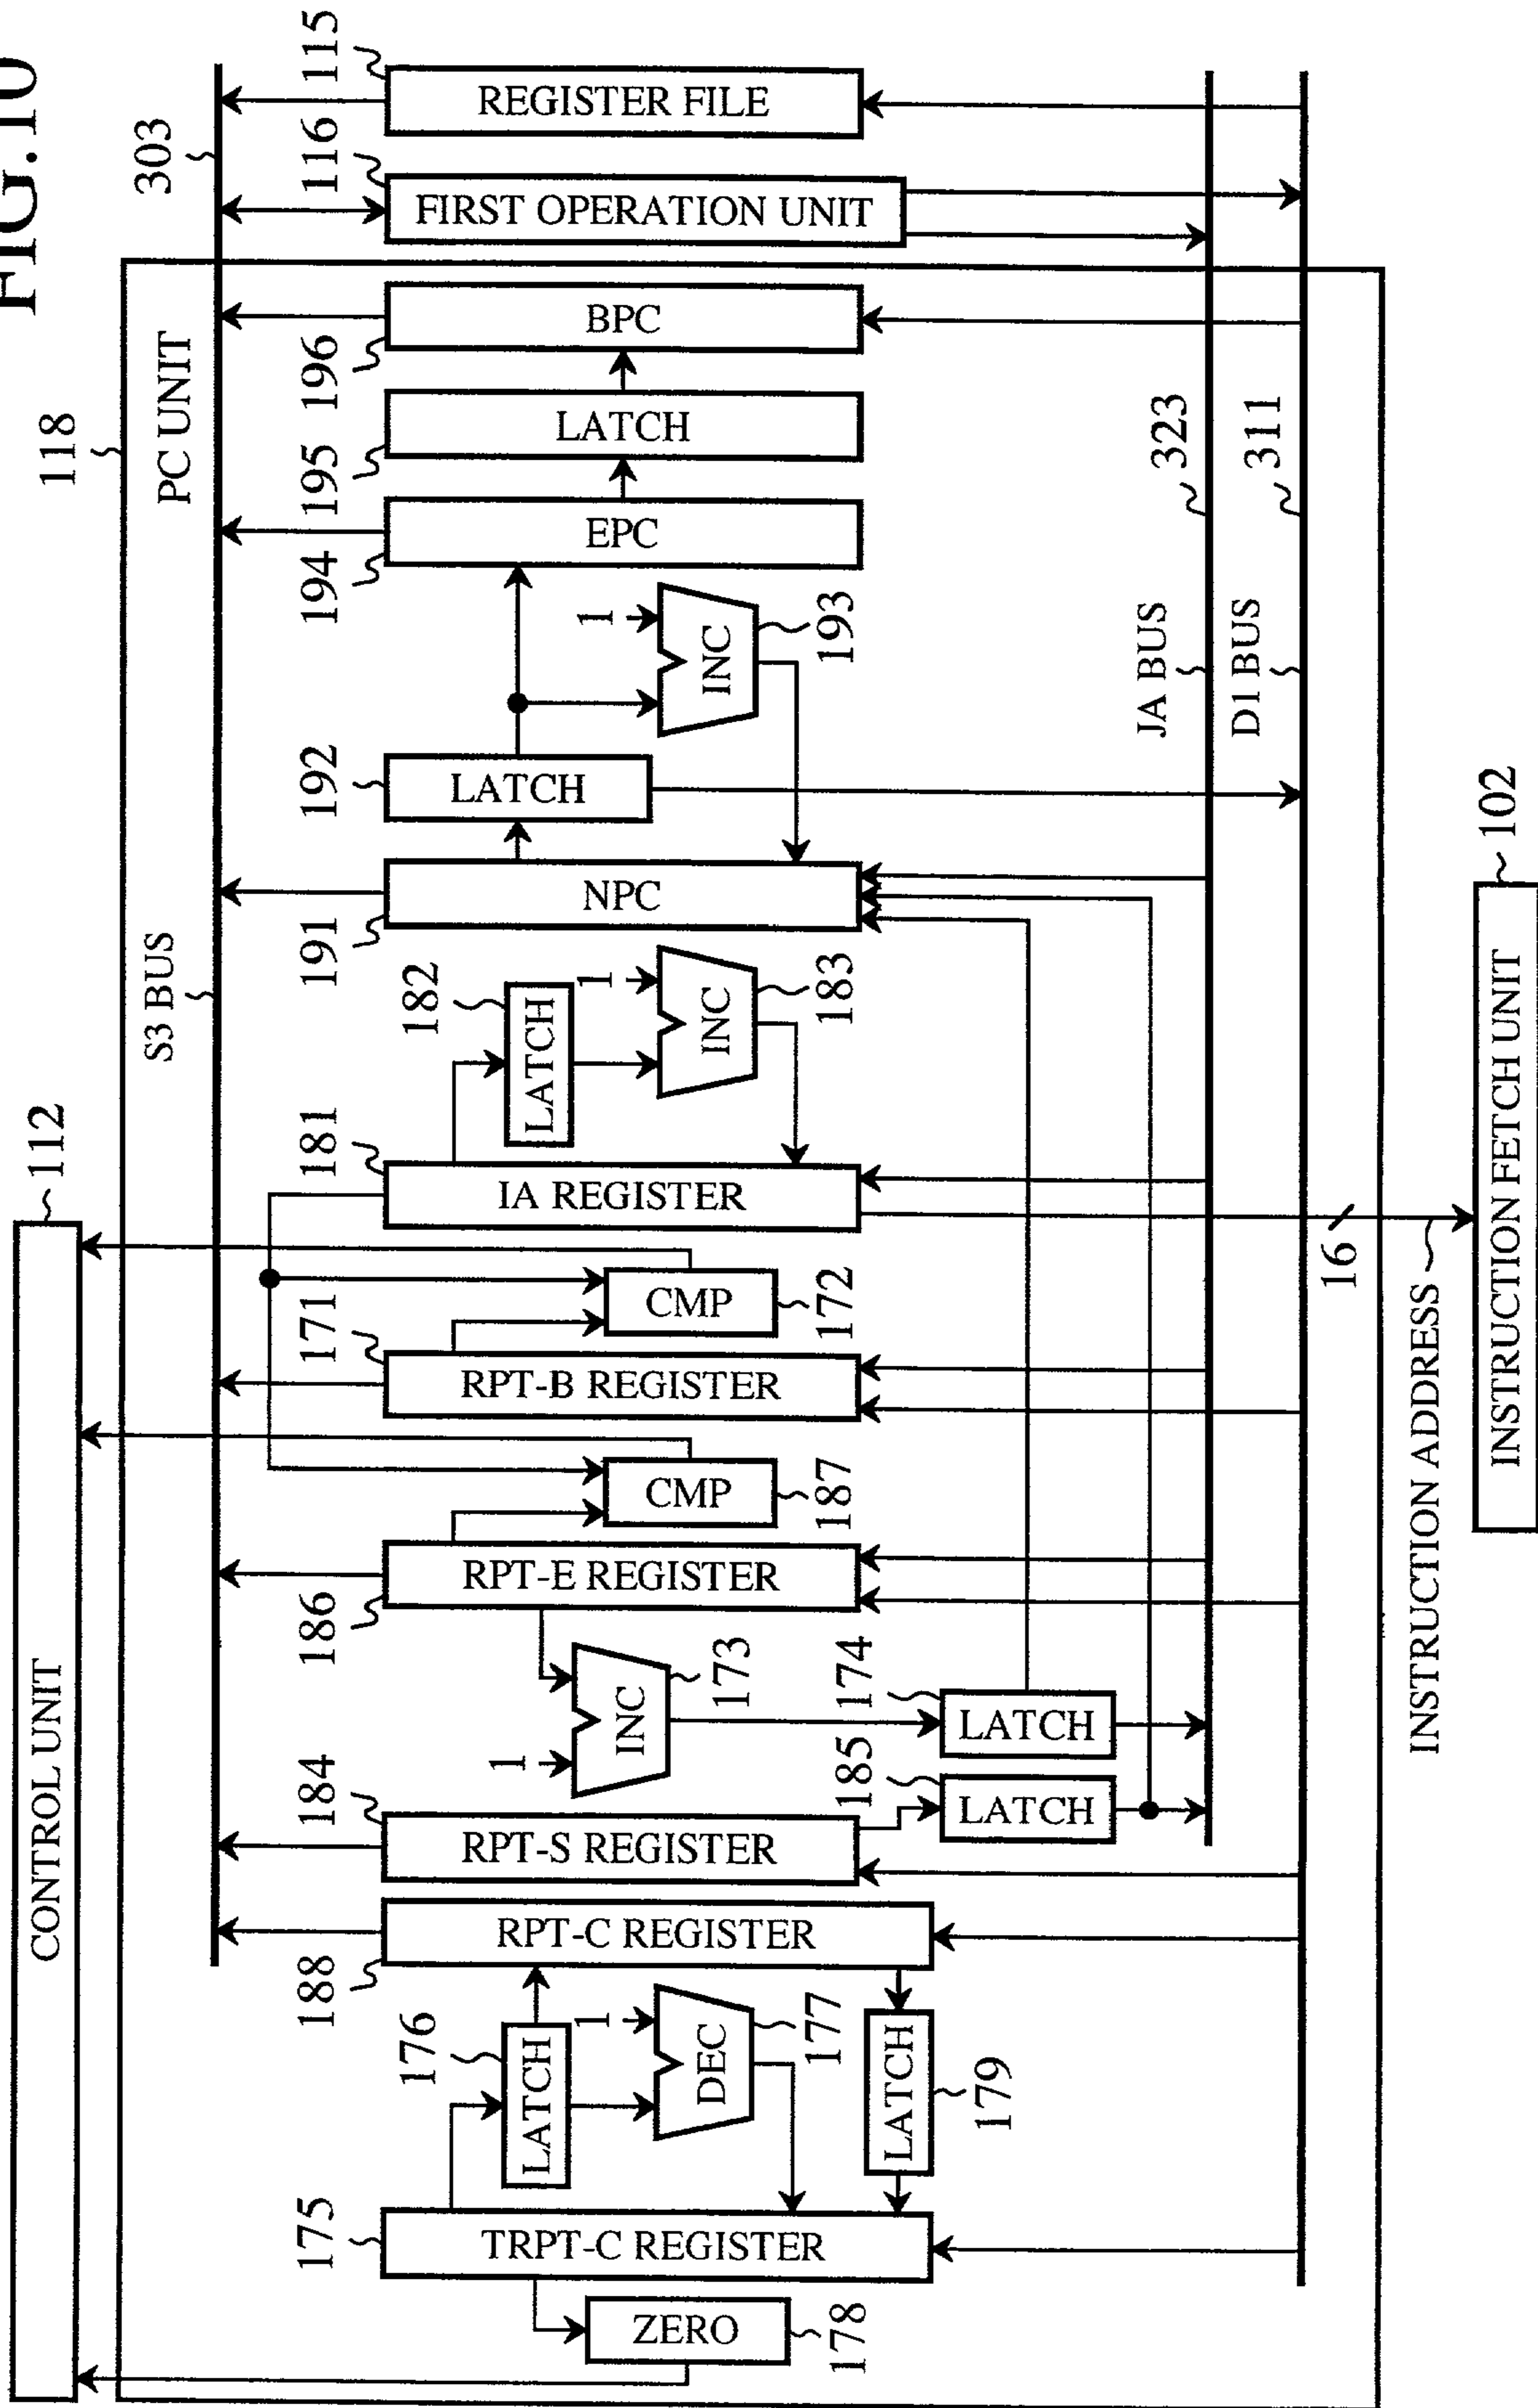 FIG.10
CONTROL UNIT
112
118
PC UNIT
S3 BUS
303
175
TRPT-C REGISTER
ZERO
178
176
LATCH
1
DEC
177
LATCH
179
188
RPT-C REGISTER
184
RPT-S REGISTER
185
LATCH
1
INC
173
174
LATCH
186
RPT-E REGISTER
CMP
187
171
RPT-B REGISTER
CMP
172
181
IA REGISTER
182
LATCH
1
INC
183
191
NPC
192
LATCH
1
INC
193
194
EPC
195
LATCH
196
BPC
116
FIRST OPERATION UNIT
115
REGISTER FILE
JA BUS
323
D1 BUS
311
16
INSTRUCTION ADDRESS
INSTRUCTION FETCH UNIT
102